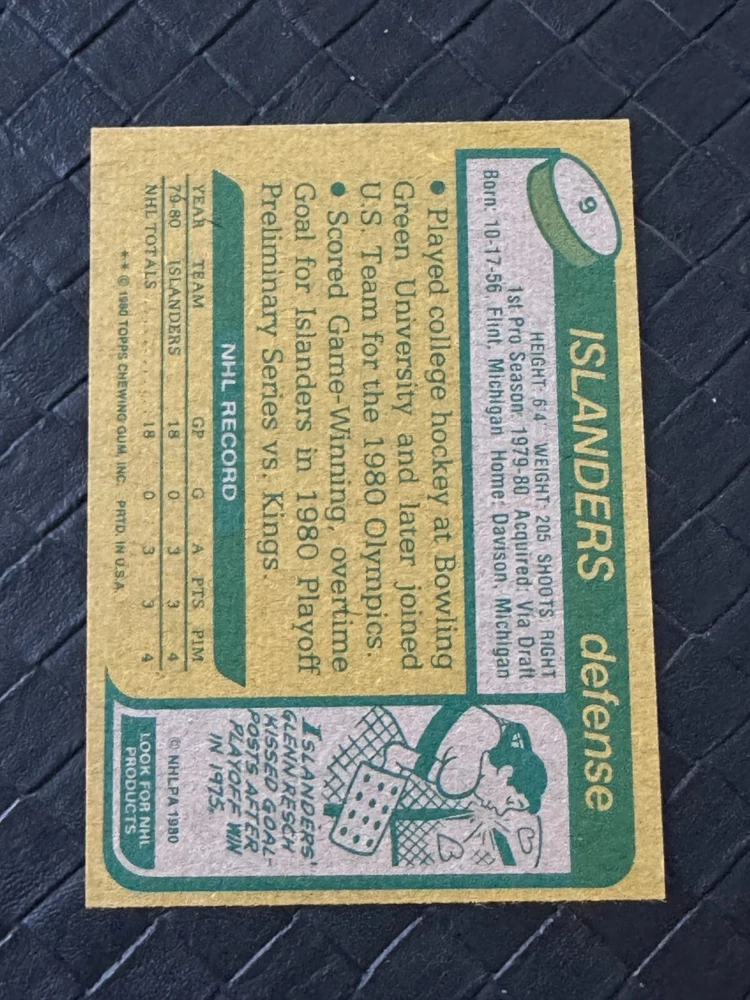 9
ISLANDERS defense
HEIGHT: 6'4 WEIGHT: 205 SHOOTS: RIGHT
1st Pro Season: 1979-80 Acquired: Via Draft
Born: 10-17-56, Flint, Michigan Home: Davison, Michigan
• Played college hockey at Bowling
Green University and later joined
U.S. Team for the 1980 Olympics.
• Scored Game-Winning, overtime
Goal for Islanders in 1980 Playoff
Preliminary Series vs. Kings.
NHL RECORD
YEAR TEAM GP G A PTS PIM
79-80 ISLANDERS 18 0 3 3 4
NHL TOTALS 18 0 3 3 4
** © 1980 TOPPS CHEWING GUM, INC. PRTD. IN U.S.A.
ISLANDERS'
GLENN RESCH
KISSED GOAL-
POSTS AFTER
PLAYOFF WIN
IN 1975.
© NHLPA 1980
LOOK FOR NHL
PRODUCTS